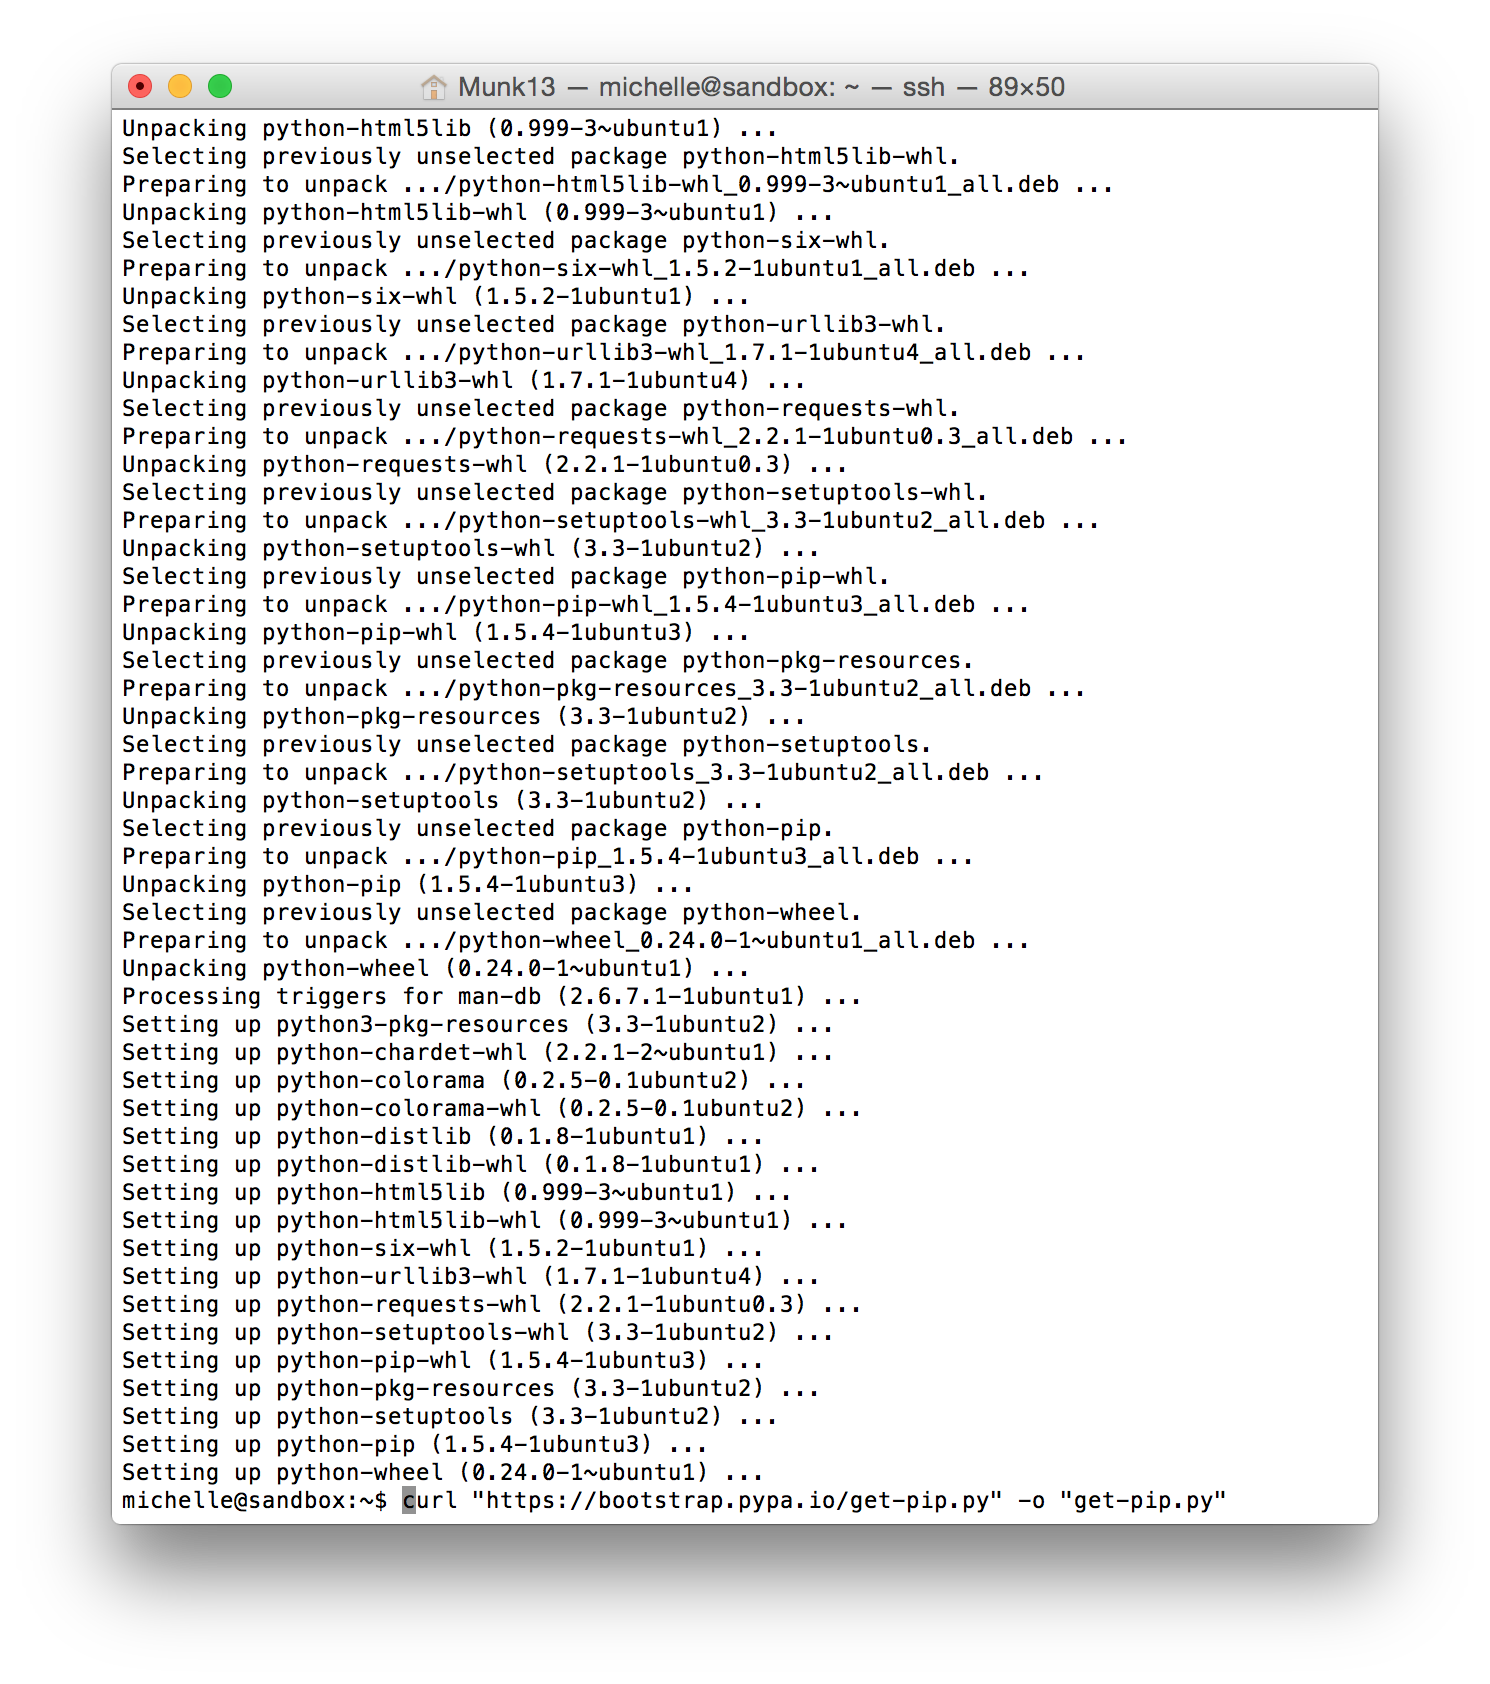 Munk13 — michelle@sandbox: ~ — ssh — 89×50
Unpacking python-html5lib (0.999-3~ubuntu1) ...
Selecting previously unselected package python-html5lib-whl.
Preparing to unpack .../python-html5lib-whl_0.999-3~ubuntu1_all.deb ...
Unpacking python-html5lib-whl (0.999-3~ubuntu1) ...
Selecting previously unselected package python-six-whl.
Preparing to unpack .../python-six-whl_1.5.2-1ubuntu1_all.deb ...
Unpacking python-six-whl (1.5.2-1ubuntu1) ...
Selecting previously unselected package python-urllib3-whl.
Preparing to unpack .../python-urllib3-whl_1.7.1-1ubuntu4_all.deb ...
Unpacking python-urllib3-whl (1.7.1-1ubuntu4) ...
Selecting previously unselected package python-requests-whl.
Preparing to unpack .../python-requests-whl_2.2.1-1ubuntu0.3_all.deb ...
Unpacking python-requests-whl (2.2.1-1ubuntu0.3) ...
Selecting previously unselected package python-setuptools-whl.
Preparing to unpack .../python-setuptools-whl_3.3-1ubuntu2_all.deb ...
Unpacking python-setuptools-whl (3.3-1ubuntu2) ...
Selecting previously unselected package python-pip-whl.
Preparing to unpack .../python-pip-whl_1.5.4-1ubuntu3_all.deb ...
Unpacking python-pip-whl (1.5.4-1ubuntu3) ...
Selecting previously unselected package python-pkg-resources.
Preparing to unpack .../python-pkg-resources_3.3-1ubuntu2_all.deb ...
Unpacking python-pkg-resources (3.3-1ubuntu2) ...
Selecting previously unselected package python-setuptools.
Preparing to unpack .../python-setuptools_3.3-1ubuntu2_all.deb ...
Unpacking python-setuptools (3.3-1ubuntu2) ...
Selecting previously unselected package python-pip.
Preparing to unpack .../python-pip_1.5.4-1ubuntu3_all.deb ...
Unpacking python-pip (1.5.4-1ubuntu3) ...
Selecting previously unselected package python-wheel.
Preparing to unpack .../python-wheel_0.24.0-1~ubuntu1_all.deb ...
Unpacking python-wheel (0.24.0-1~ubuntu1) ...
Processing triggers for man-db (2.6.7.1-1ubuntu1) ...
Setting up python3-pkg-resources (3.3-1ubuntu2) ...
Setting up python-chardet-whl (2.2.1-2~ubuntu1) ...
Setting up python-colorama (0.2.5-0.1ubuntu2) ...
Setting up python-colorama-whl (0.2.5-0.1ubuntu2) ...
Setting up python-distlib (0.1.8-1ubuntu1) ...
Setting up python-distlib-whl (0.1.8-1ubuntu1) ...
Setting up python-html5lib (0.999-3~ubuntu1) ...
Setting up python-html5lib-whl (0.999-3~ubuntu1) ...
Setting up python-six-whl (1.5.2-1ubuntu1) ...
Setting up python-urllib3-whl (1.7.1-1ubuntu4) ...
Setting up python-requests-whl (2.2.1-1ubuntu0.3) ...
Setting up python-setuptools-whl (3.3-1ubuntu2) ...
Setting up python-pip-whl (1.5.4-1ubuntu3) ...
Setting up python-pkg-resources (3.3-1ubuntu2) ...
Setting up python-setuptools (3.3-1ubuntu2) ...
Setting up python-pip (1.5.4-1ubuntu3) ...
Setting up python-wheel (0.24.0-1~ubuntu1) ...
michelle@sandbox:~$ curl "https://bootstrap.pypa.io/get-pip.py" -o "get-pip.py"